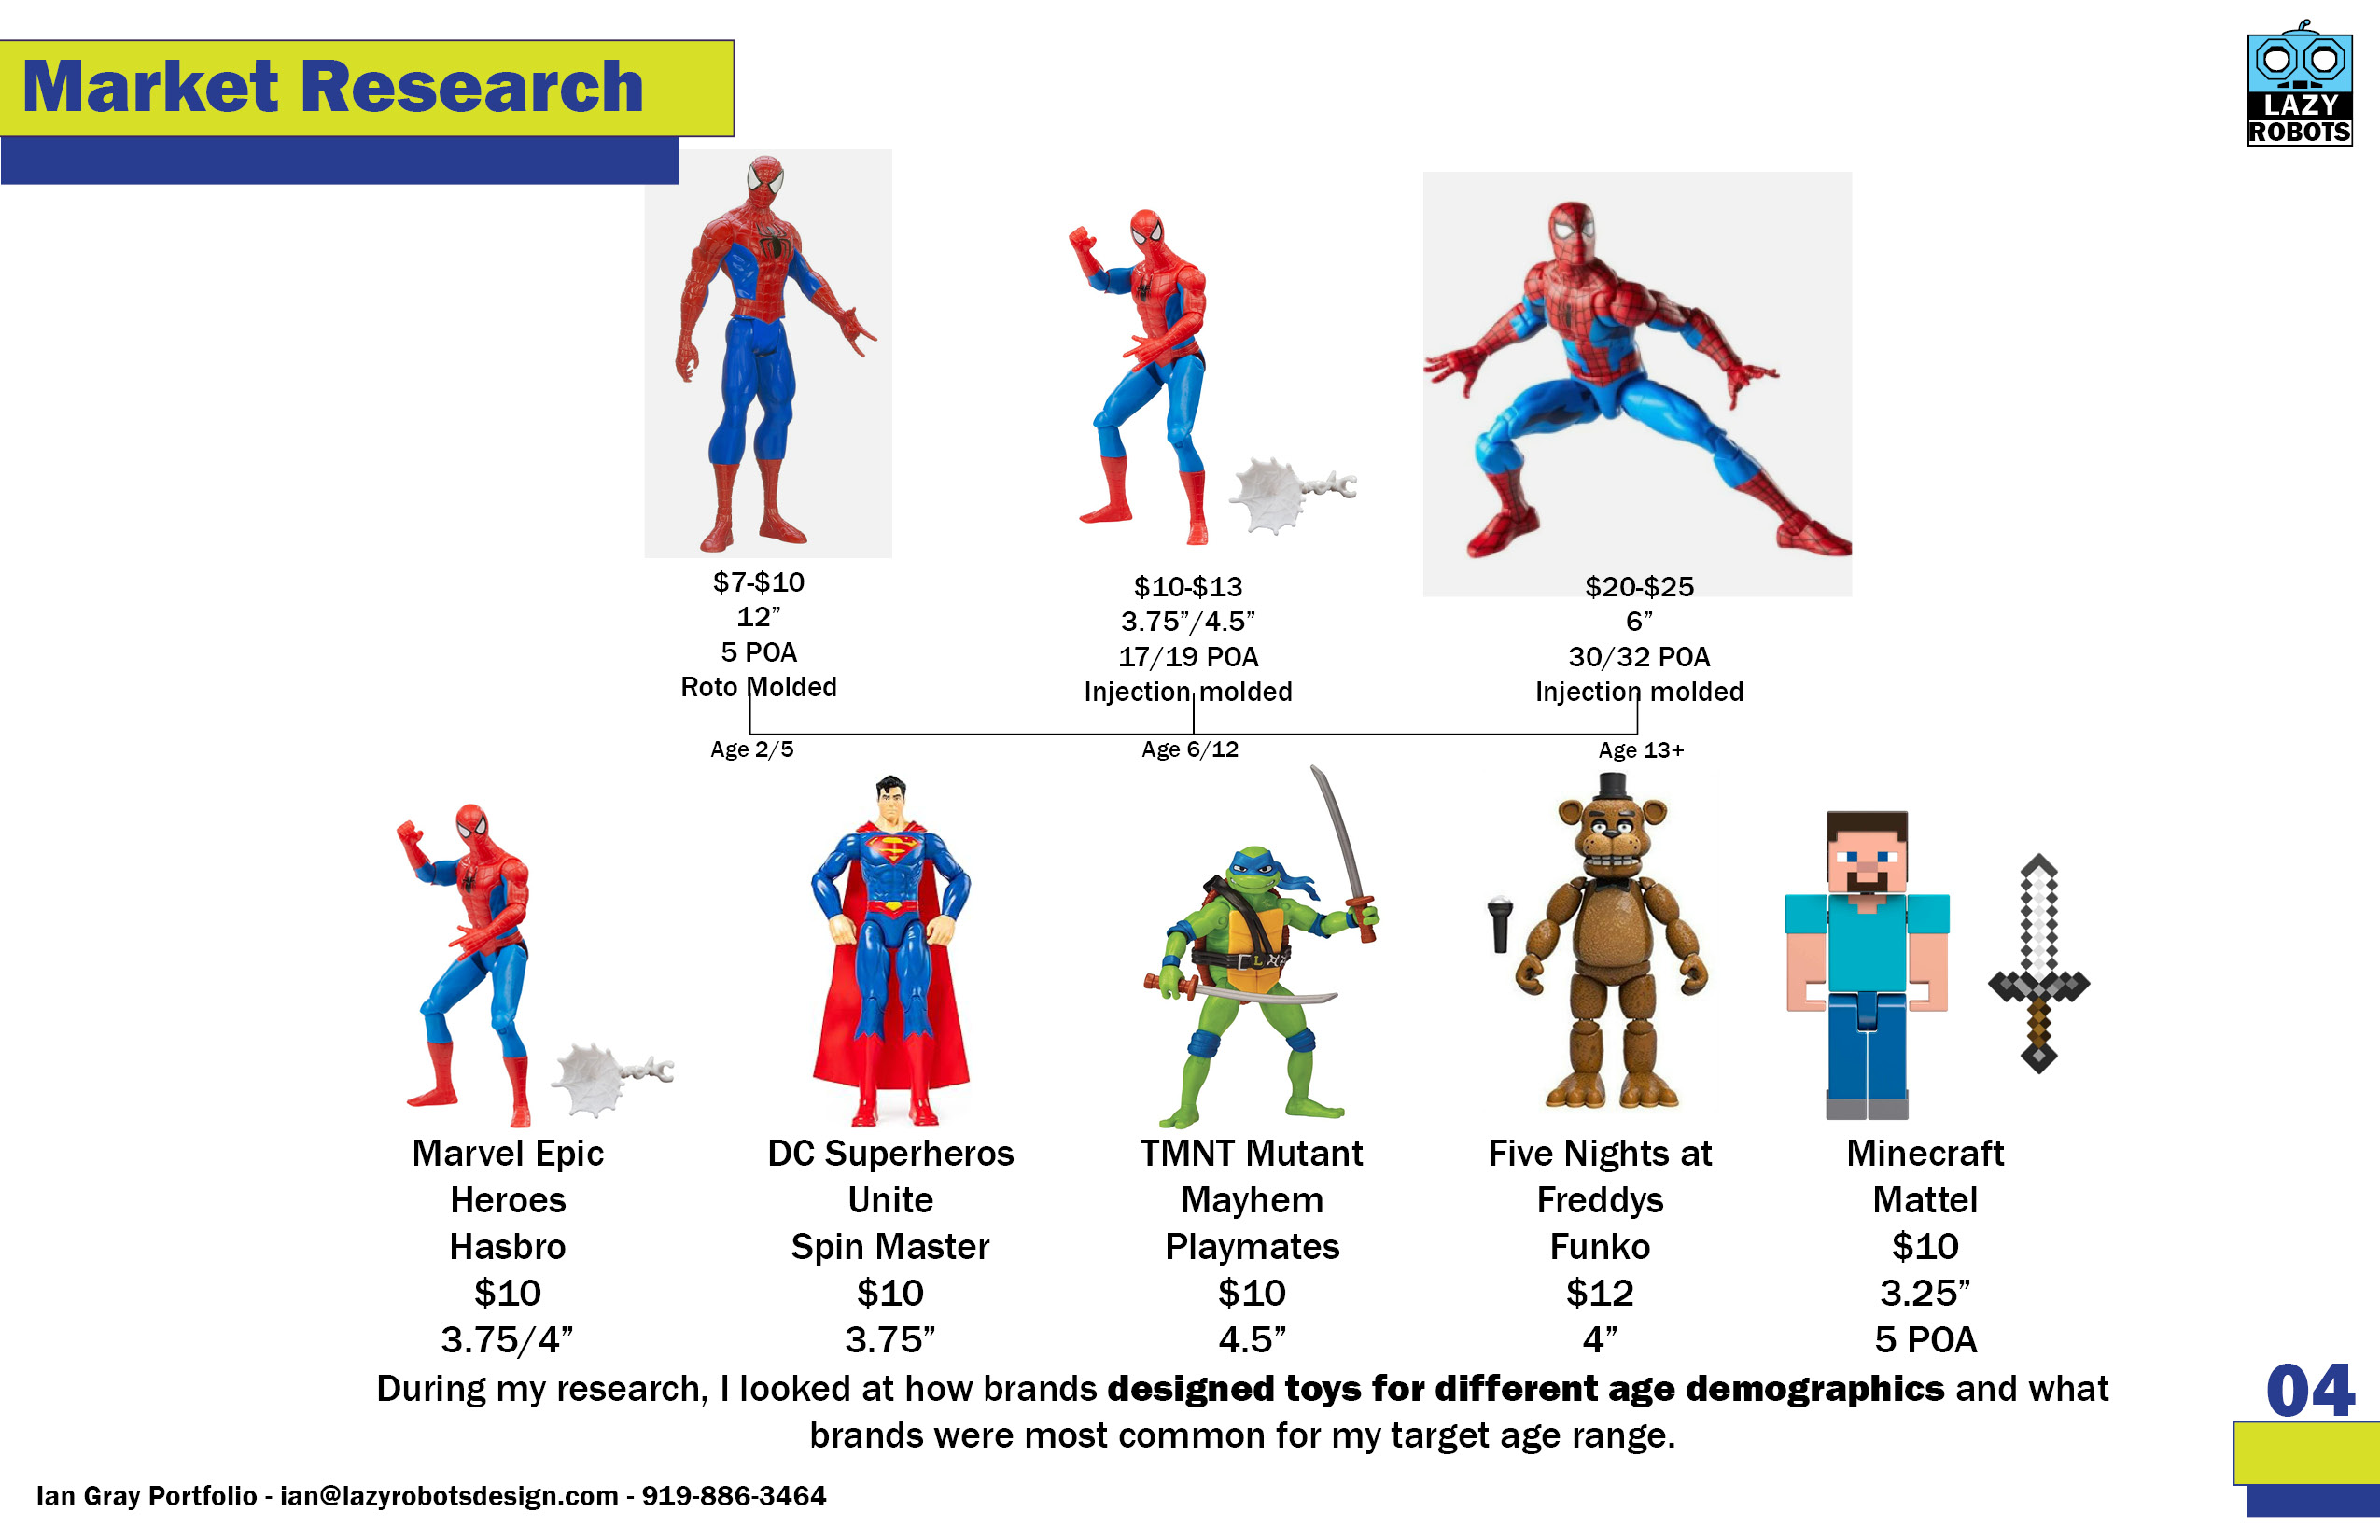 Market Research
LAZY
ROBOTS
$7-$10
12”
5 POA
Roto Molded
$10-$13
3.75”/4.5”
17/19 POA
Injection molded
$20-$25
6”
30/32 POA
Injection molded
Age 2/5
Age 6/12
Age 13+
Marvel Epic
Heroes
Hasbro
$10
3.75/4”
DC Superheros
Unite
Spin Master
$10
3.75”
TMNT Mutant
Mayhem
Playmates
$10
4.5”
Five Nights at
Freddys
Funko
$12
4”
Minecraft
Mattel
$10
3.25”
5 POA
During my research, I looked at how brands designed toys for different age demographics and what
brands were most common for my target age range.
04
Ian Gray Portfolio - ian@lazyrobotsdesign.com - 919-886-3464